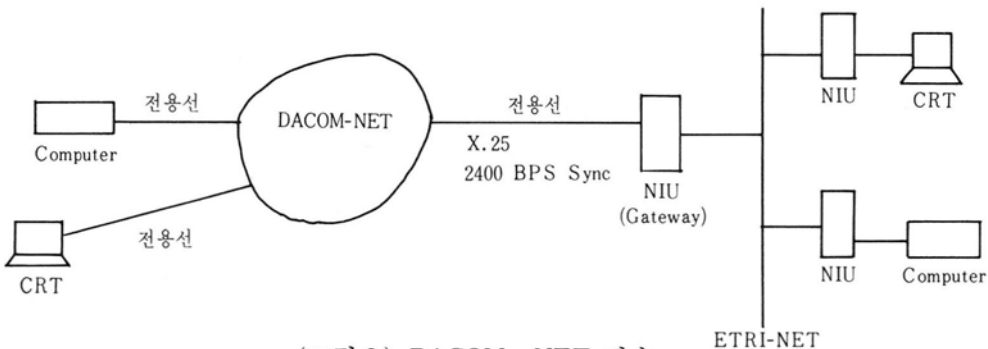 전용선
Computer
전용선
CRT
DACOM-NET
전용선
X.25
2400 BPS Sync
NIU
(Gateway)
NIU
CRT
NIU
Computer
ETRI-NET